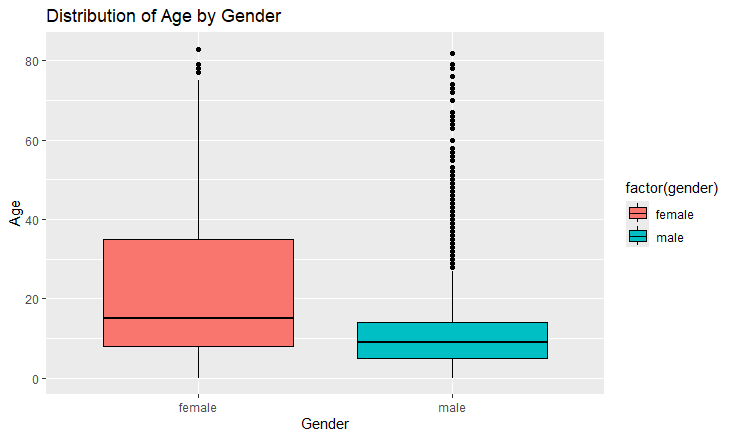 Distribution of Age by Gender
80
60
40
20
0
Age
female
male
Gender
factor(gender)
female
male